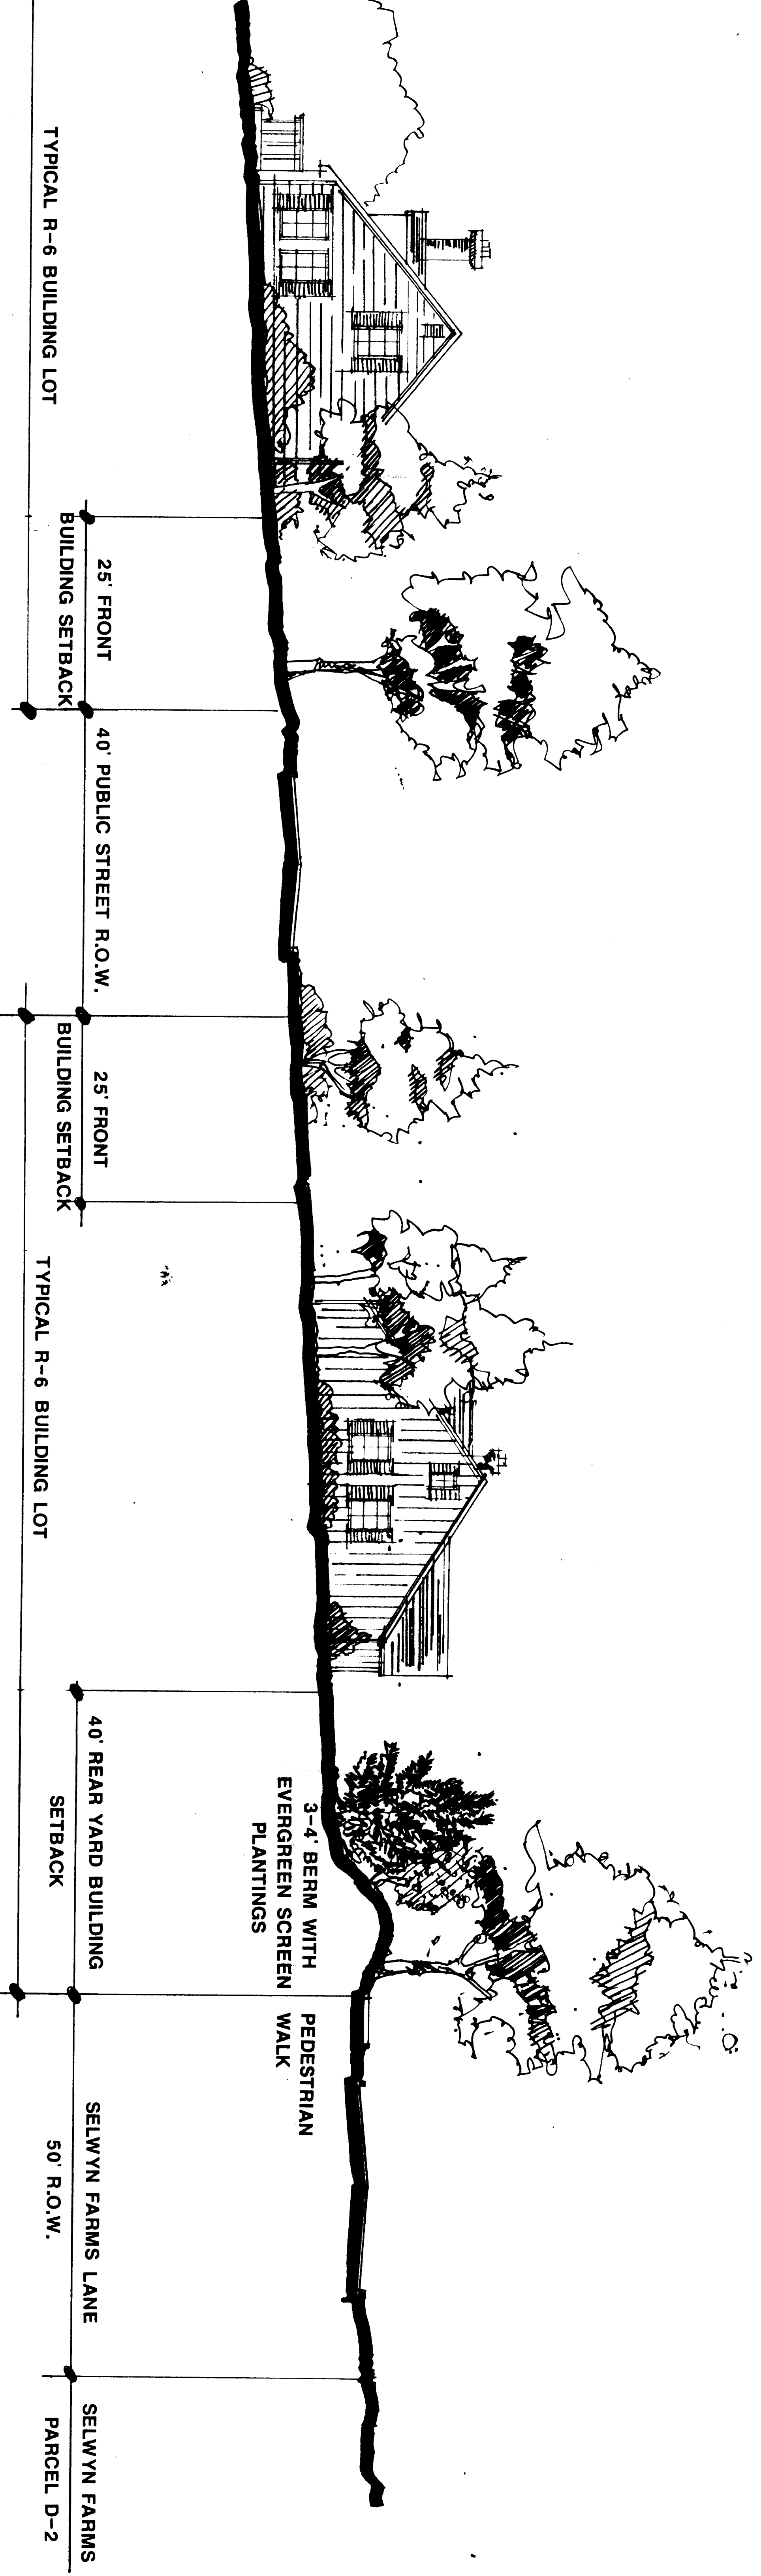 TYPICAL R-6 BUILDING LOT
25' FRONT
BUILDING SETBACK
40' PUBLIC STREET R.O.W.
25' FRONT
BUILDING SETBACK
TYPICAL R-6 BUILDING LOT
40' REAR YARD BUILDING
SETBACK
3-4' BERM WITH
EVERGREEN SCREEN
PLANTINGS
PEDESTRIAN
WALK
SELWYN FARMS LANE
50' R.O.W.
SELWYN FARMS
PARCEL D-2